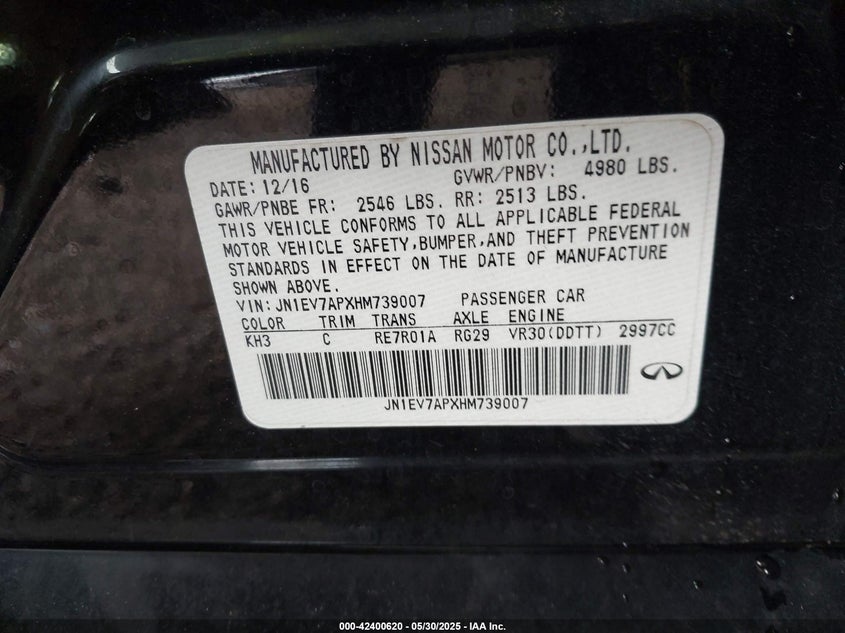 MANUFACTURED BY NISSAN MOTOR CO.,LTD.
DATE: 12/16 GVWR/PNBV: 4980 LBS.
GAWR/PNBE FR: 2546 LBS. RR: 2513 LBS.
THIS VEHICLE CONFORMS TO ALL APPLICABLE FEDERAL
MOTOR VEHICLE SAFETY,BUMPER,AND THEFT PREVENTION
STANDARDS IN EFFECT ON THE DATE OF MANUFACTURE
SHOWN ABOVE.
VIN: JN1EV7APXHM739007 PASSENGER CAR
COLOR TRIM TRANS AXLE ENGINE
KH3 C RE7R01A RG29 VR30(DDTT) 2997CC
JN1EV7APXHM739007
000-42400620 — 05/30/2025 — IAA Inc.